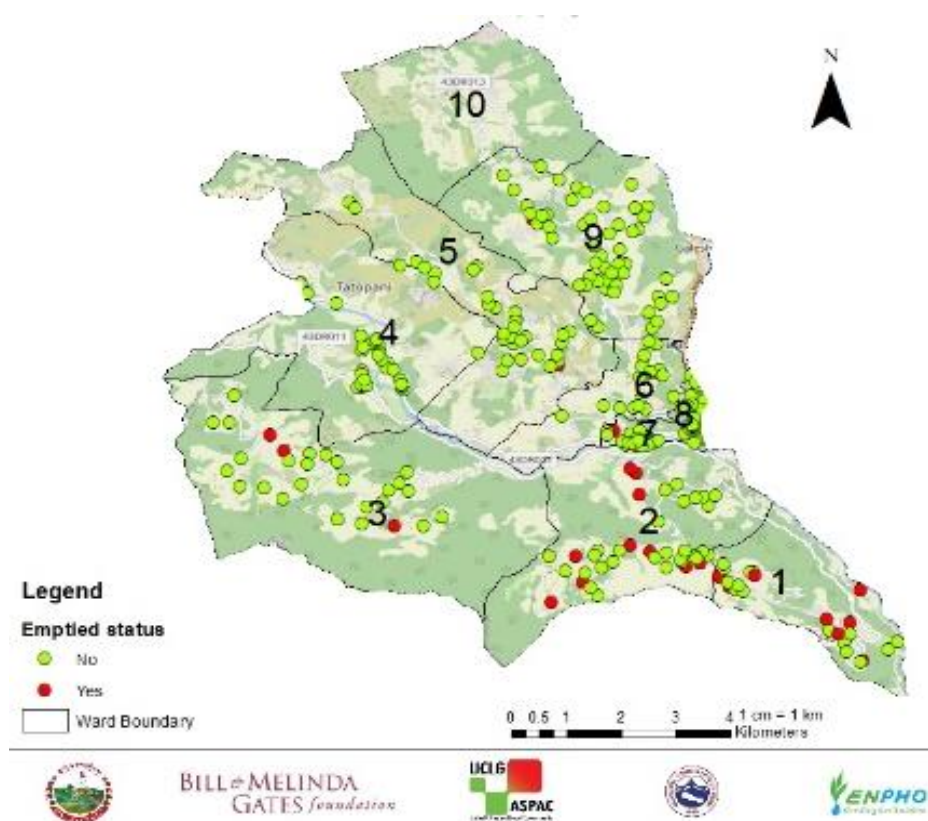 N
10
9
5
Tatopani
4
6
8
7
3
2
1
Legend
Emptied status
No
Yes
Ward Boundary
0 0.5 1 2 3 4 1 cm = 1 km
Kilometers
BILL & MELINDA
GATES foundation
UCLG
ASPAC
ENPHO